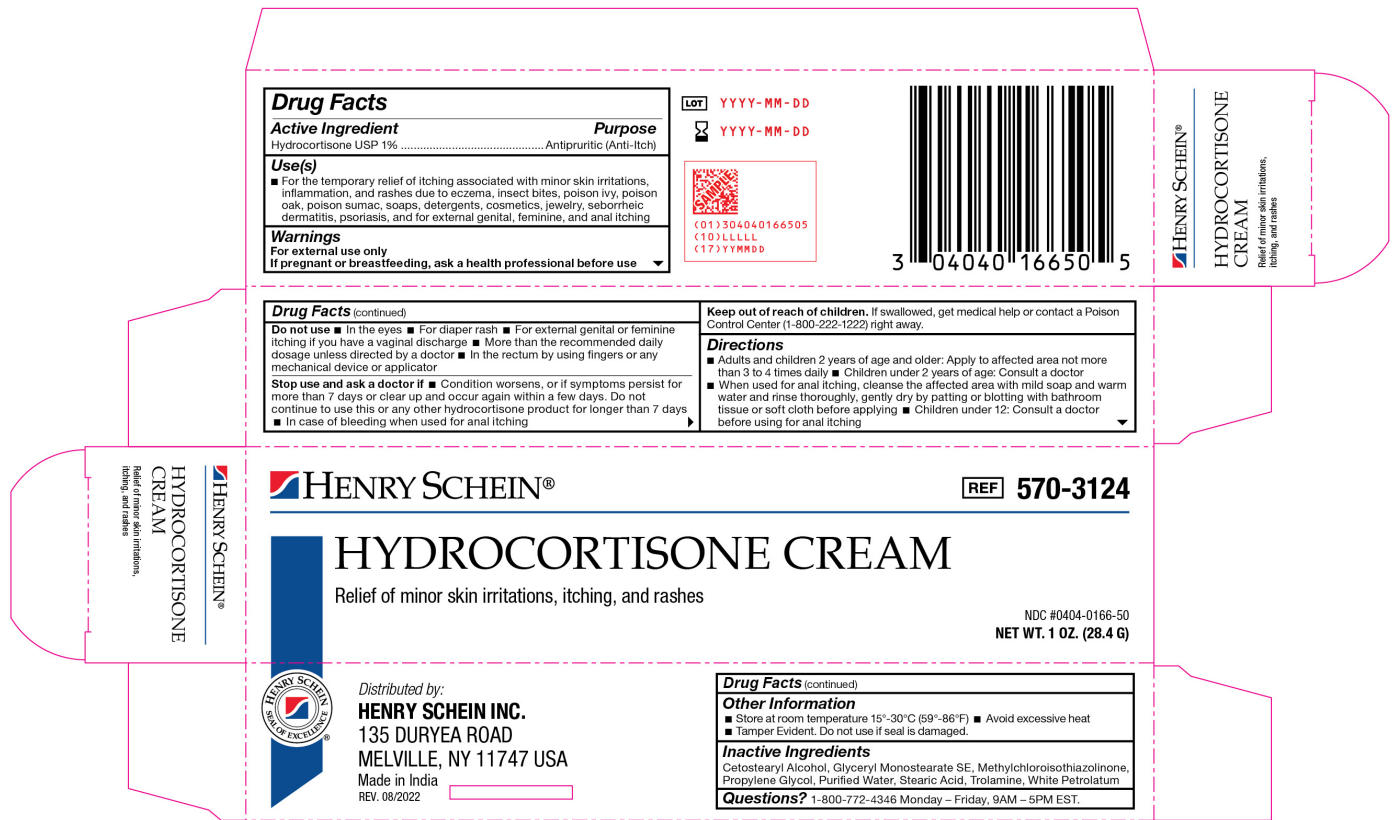 Drug Facts
Active Ingredient Purpose
Hydrocortisone USP 1% ............................................. Antipruritic (Anti-Itch)
Use(s)
■ For the temporary relief of itching associated with minor skin irritations,
inflammation, and rashes due to eczema, insect bites, poison ivy, poison
oak, poison sumac, soaps, detergents, cosmetics, jewelry, seborrheic
dermatitis, psoriasis, and for external genital, feminine, and anal itching
Warnings
For external use only
If pregnant or breastfeeding, ask a health professional before use
LOT YYYY-MM-DD
YYYY-MM-DD
SAMPLE
(01)304040166505
(10)LLLLL
(17)YYMMDD
3 04040 16650 5
HENRY SCHEIN®
HYDROCORTISONE
CREAM
Relief of minor skin irritations,
itching, and rashes
Drug Facts (continued)
Do not use ■ In the eyes ■ For diaper rash ■ For external genital or feminine
itching if you have a vaginal discharge ■ More than the recommended daily
dosage unless directed by a doctor ■ In the rectum by using fingers or any
mechanical device or applicator
Stop use and ask a doctor if ■ Condition worsens, or if symptoms persist for
more than 7 days or clear up and occur again within a few days. Do not
continue to use this or any other hydrocortisone product for longer than 7 days
■ In case of bleeding when used for anal itching
Keep out of reach of children. If swallowed, get medical help or contact a Poison
Control Center (1-800-222-1222) right away.
Directions
■ Adults and children 2 years of age and older: Apply to affected area not more
than 3 to 4 times daily ■ Children under 2 years of age: Consult a doctor
■ When used for anal itching, cleanse the affected area with mild soap and warm
water and rinse thoroughly, gently dry by patting or blotting with bathroom
tissue or soft cloth before applying ■ Children under 12: Consult a doctor
before using for anal itching
HENRY SCHEIN®
HYDROCORTISONE
CREAM
Relief of minor skin irritations,
itching, and rashes
HENRY SCHEIN®
REF 570-3124
HYDROCORTISONE CREAM
Relief of minor skin irritations, itching, and rashes
NDC #0404-0166-50
NET WT. 1 OZ. (28.4 G)
HENRY SCHEIN
SEAL OF EXCELLENCE
®
Distributed by:
HENRY SCHEIN INC.
135 DURYEA ROAD
MELVILLE, NY 11747 USA
Made in India
REV. 08/2022
Drug Facts (continued)
Other Information
■ Store at room temperature 15°-30°C (59°-86°F) ■ Avoid excessive heat
■ Tamper Evident. Do not use if seal is damaged.
Inactive Ingredients
Cetostearyl Alcohol, Glyceryl Monostearate SE, Methylchloroisothiazolinone,
Propylene Glycol, Purified Water, Stearic Acid, Trolamine, White Petrolatum
Questions? 1-800-772-4346 Monday – Friday, 9AM – 5PM EST.